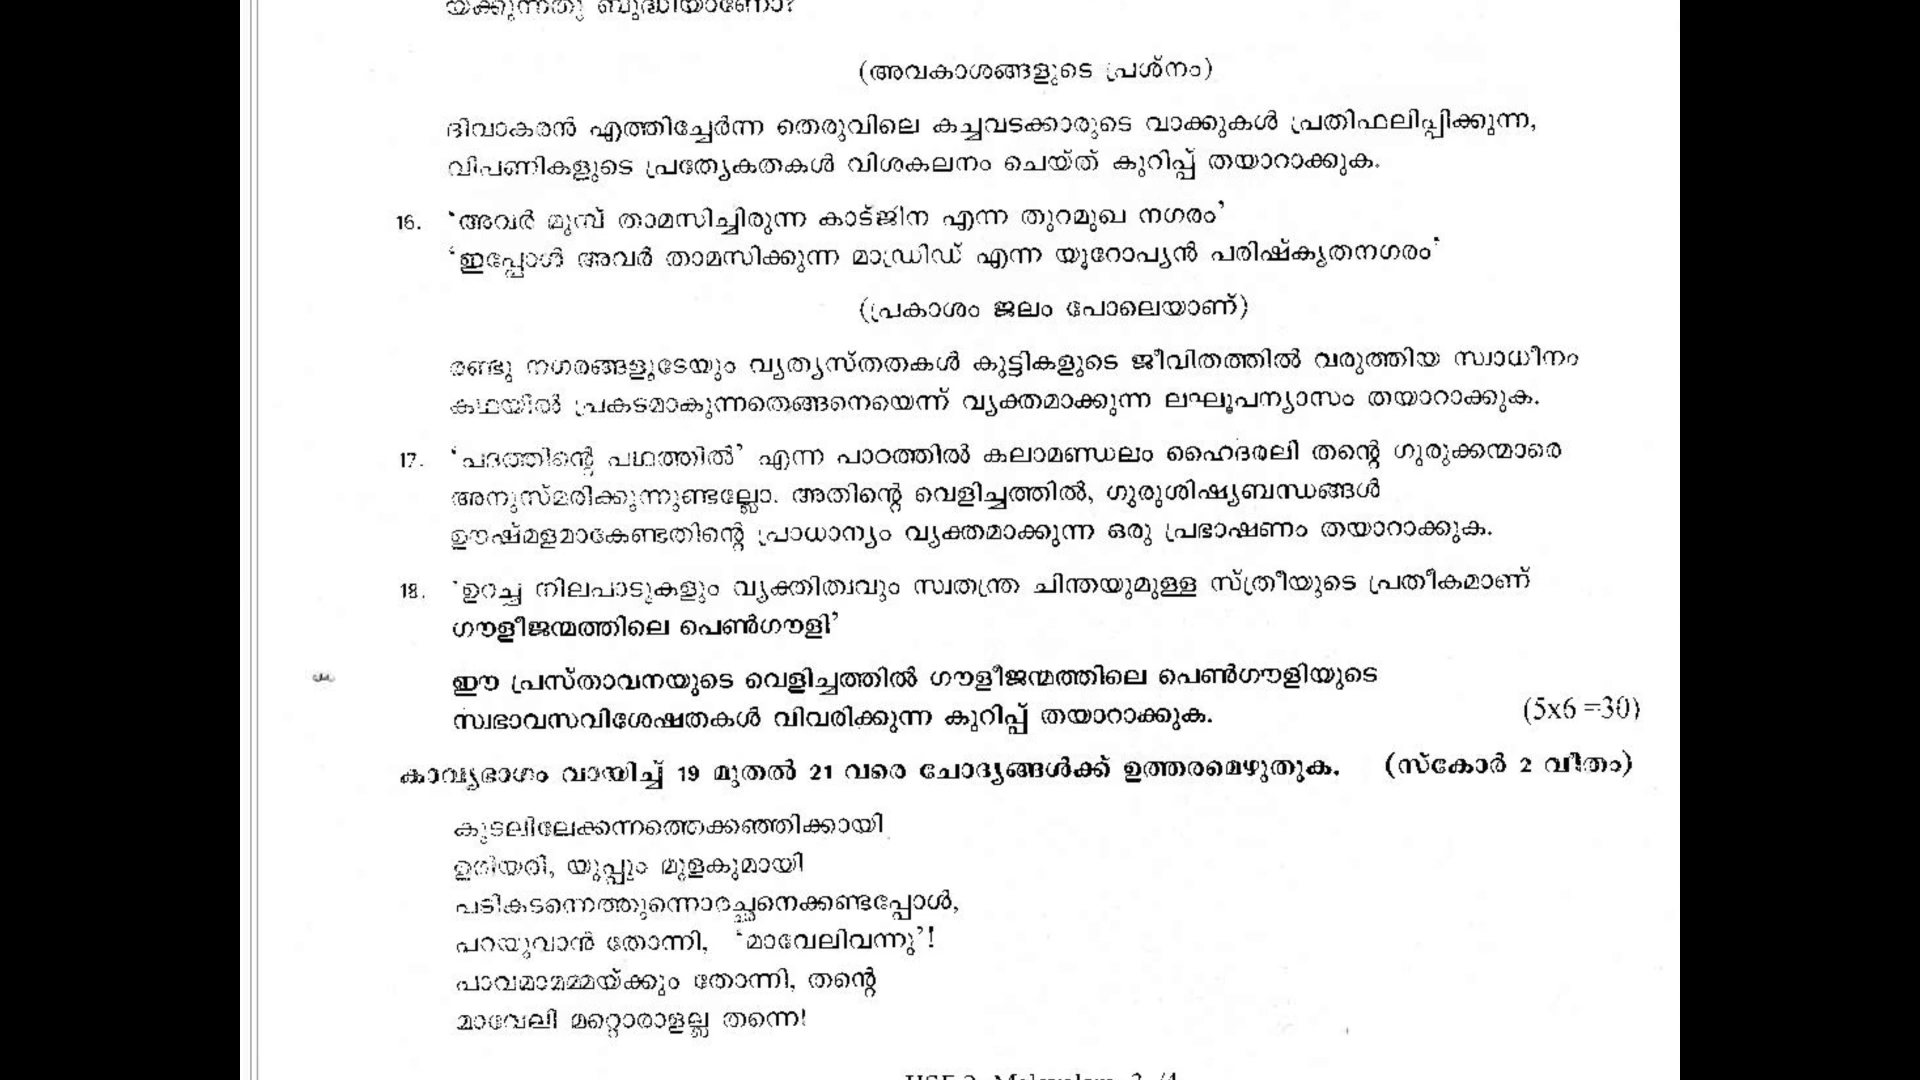 യക്കുന്നതു ബുദ്ധിയാണോ?
(അവകാശങ്ങളുടെ പ്രശ്നം)
ദിവാകരൻ എത്തിച്ചേർന്ന തെരുവിലെ കച്ചവടക്കാരുടെ വാക്കുകൾ പ്രതിഫലിപ്പിക്കുന്ന,
വിപണികളുടെ പ്രത്യേകതകൾ വിശകലനം ചെയ്ത് കുറിപ്പ് തയാറാക്കുക.
16. 'അവർ മുമ്പ് താമസിച്ചിരുന്ന കാട്ജിന എന്ന തുറമുഖ നഗരം'
'ഇപ്പോൾ അവർ താമസിക്കുന്ന മാഡ്രിഡ് എന്ന യൂറോപ്യൻ പരിഷ്കൃതനഗരം'
(പ്രകാശം ജലം പോലെയാണ്)
രണ്ടു നഗരങ്ങളുടേയും വ്യത്യസ്തതകൾ കുട്ടികളുടെ ജീവിതത്തിൽ വരുത്തിയ സ്വാധീനം
കഥയിൽ പ്രകടമാകുന്നതെങ്ങനെയെന്ന് വ്യക്തമാക്കുന്ന ലഘൂപന്യാസം തയാറാക്കുക.
17. 'പദത്തിന്റെ പഥത്തിൽ' എന്ന പാഠത്തിൽ കലാമണ്ഡലം ഹൈദരലി തന്റെ ഗുരുക്കന്മാരെ
അനുസ്മരിക്കുന്നുണ്ടല്ലോ. അതിന്റെ വെളിച്ചത്തിൽ, ഗുരുശിഷ്യബന്ധങ്ങൾ
ഊഷ്മളമാകേണ്ടതിന്റെ പ്രാധാന്യം വ്യക്തമാക്കുന്ന ഒരു പ്രഭാഷണം തയാറാക്കുക.
18. 'ഉറച്ച നിലപാടുകളും വ്യക്തിത്വവും സ്വതന്ത്ര ചിന്തയുമുള്ള സ്ത്രീയുടെ പ്രതീകമാണ്
ഗൗളീജന്മത്തിലെ പെൺഗൗളി'
ഈ പ്രസ്താവനയുടെ വെളിച്ചത്തിൽ ഗൗളീജന്മത്തിലെ പെൺഗൗളിയുടെ
സ്വഭാവസവിശേഷതകൾ വിവരിക്കുന്ന കുറിപ്പ് തയാറാക്കുക. (5x6 =30)
കാവ്യഭാഗം വായിച്ച് 19 മുതൽ 21 വരെ ചോദ്യങ്ങൾക്ക് ഉത്തരമെഴുതുക. (സ്കോർ 2 വീതം)
കുടലിലേക്കന്നത്തെക്കഞ്ഞിക്കായി
ഉരിയരി, യുപ്പും മുളകുമായി
പടികടന്നെത്തുന്നൊരച്ഛനെക്കണ്ടപ്പോൾ,
പറയുവാൻ തോന്നി, 'മാവേലിവന്നു'!
പാവമാമമ്മയ്ക്കും തോന്നി, തന്റെ
മാവേലി മറ്റൊരാളല്ല തന്നെ!